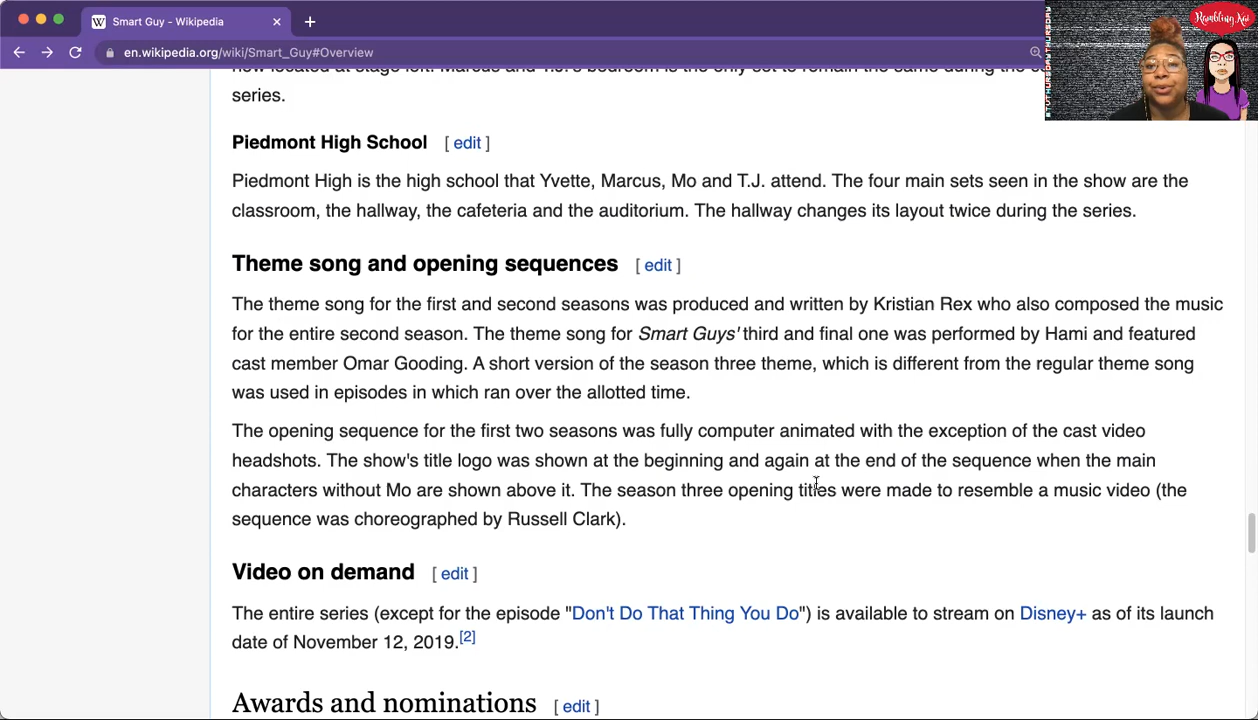 Smart Guy - Wikipedia
Rambling Kai
en.wikipedia.org/wiki/Smart_Guy#Overview
series.
Piedmont High School [ edit ]
Piedmont High is the high school that Yvette, Marcus, Mo and T.J. attend. The four main sets seen in the show are the
classroom, the hallway, the cafeteria and the auditorium. The hallway changes its layout twice during the series.
Theme song and opening sequences [ edit ]
The theme song for the first and second seasons was produced and written by Kristian Rex who also composed the music
for the entire second season. The theme song for Smart Guys' third and final one was performed by Hami and featured
cast member Omar Gooding. A short version of the season three theme, which is different from the regular theme song
was used in episodes in which ran over the allotted time.
The opening sequence for the first two seasons was fully computer animated with the exception of the cast video
headshots. The show's title logo was shown at the beginning and again at the end of the sequence when the main
characters without Mo are shown above it. The season three opening titles were made to resemble a music video (the
sequence was choreographed by Russell Clark).
Video on demand [ edit ]
The entire series (except for the episode "Don't Do That Thing You Do") is available to stream on Disney+ as of its launch
date of November 12, 2019.[2]
Awards and nominations [ edit ]